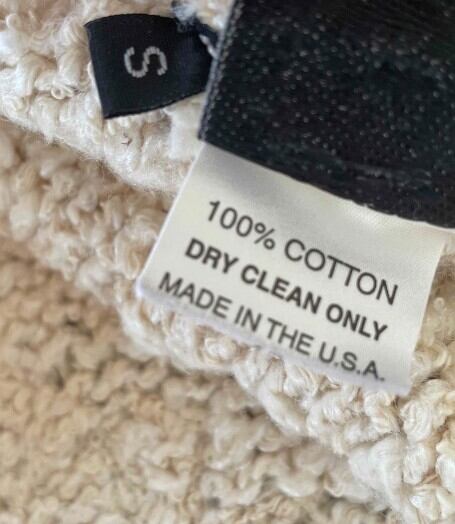 S
100% COTTON
DRY CLEAN ONLY
MADE IN THE U.S.A.